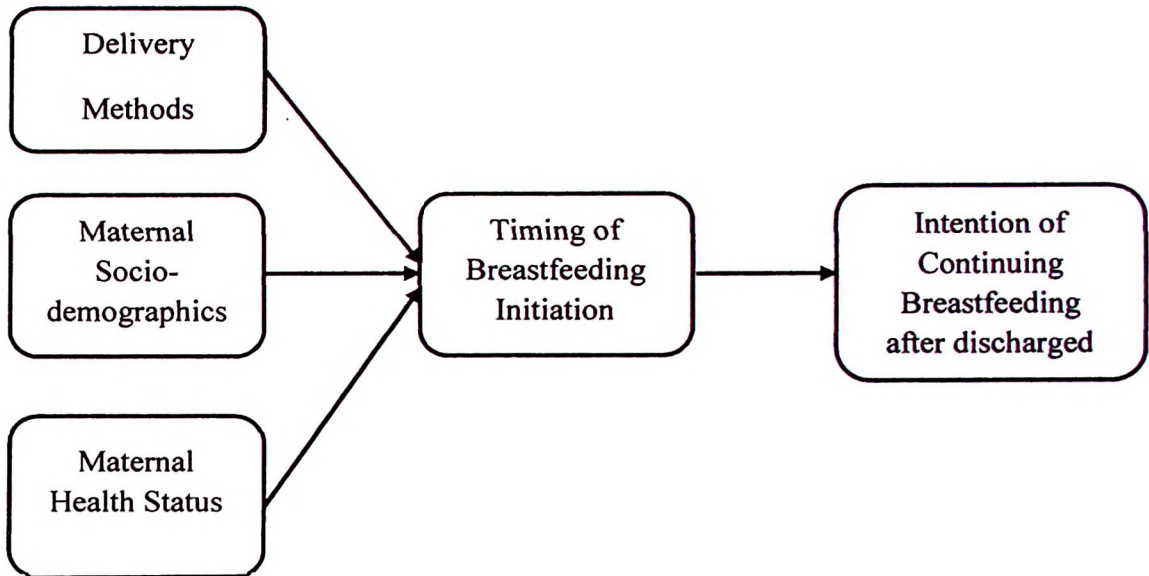 Delivery
Methods
Maternal
Socio-
demographics
Maternal
Health Status
Timing of
Breastfeeding
Initiation
Intention of
Continuing
Breastfeeding
after discharged